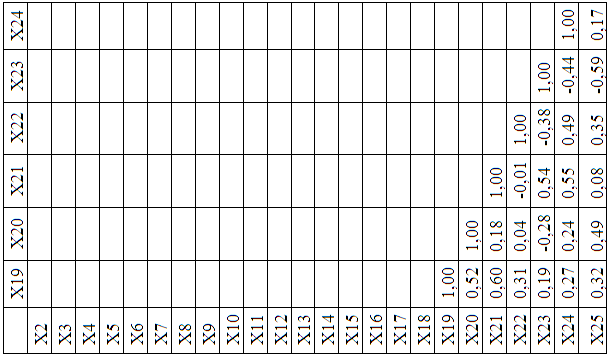 X19 X20 X21 X22 X23 X24
X2
X3
X4
X5
X6
X7
X8
X9
X10
X11
X12
X13
X14
X15
X16
X17
X18
X19 1,00
X20 0,52 1,00
X21 0,60 0,18 1,00
X22 0,31 0,04 -0,01 1,00
X23 0,19 -0,28 0,54 -0,38 1,00
X24 0,27 0,24 0,55 0,49 -0,44 1,00
X25 0,32 0,49 0,08 0,35 -0,59 0,17